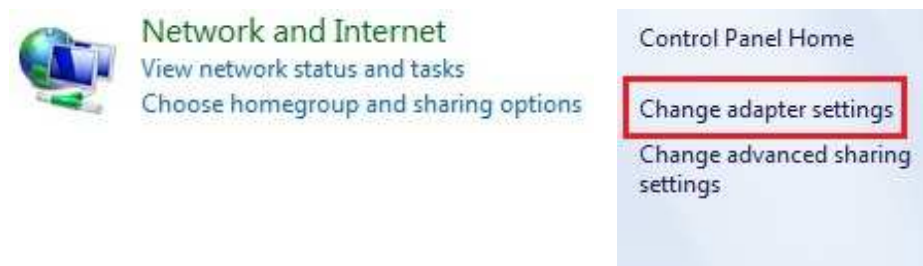 Network and Internet
View network status and tasks
Choose homegroup and sharing options
Control Panel Home
Change adapter settings
Change advanced sharing
settings